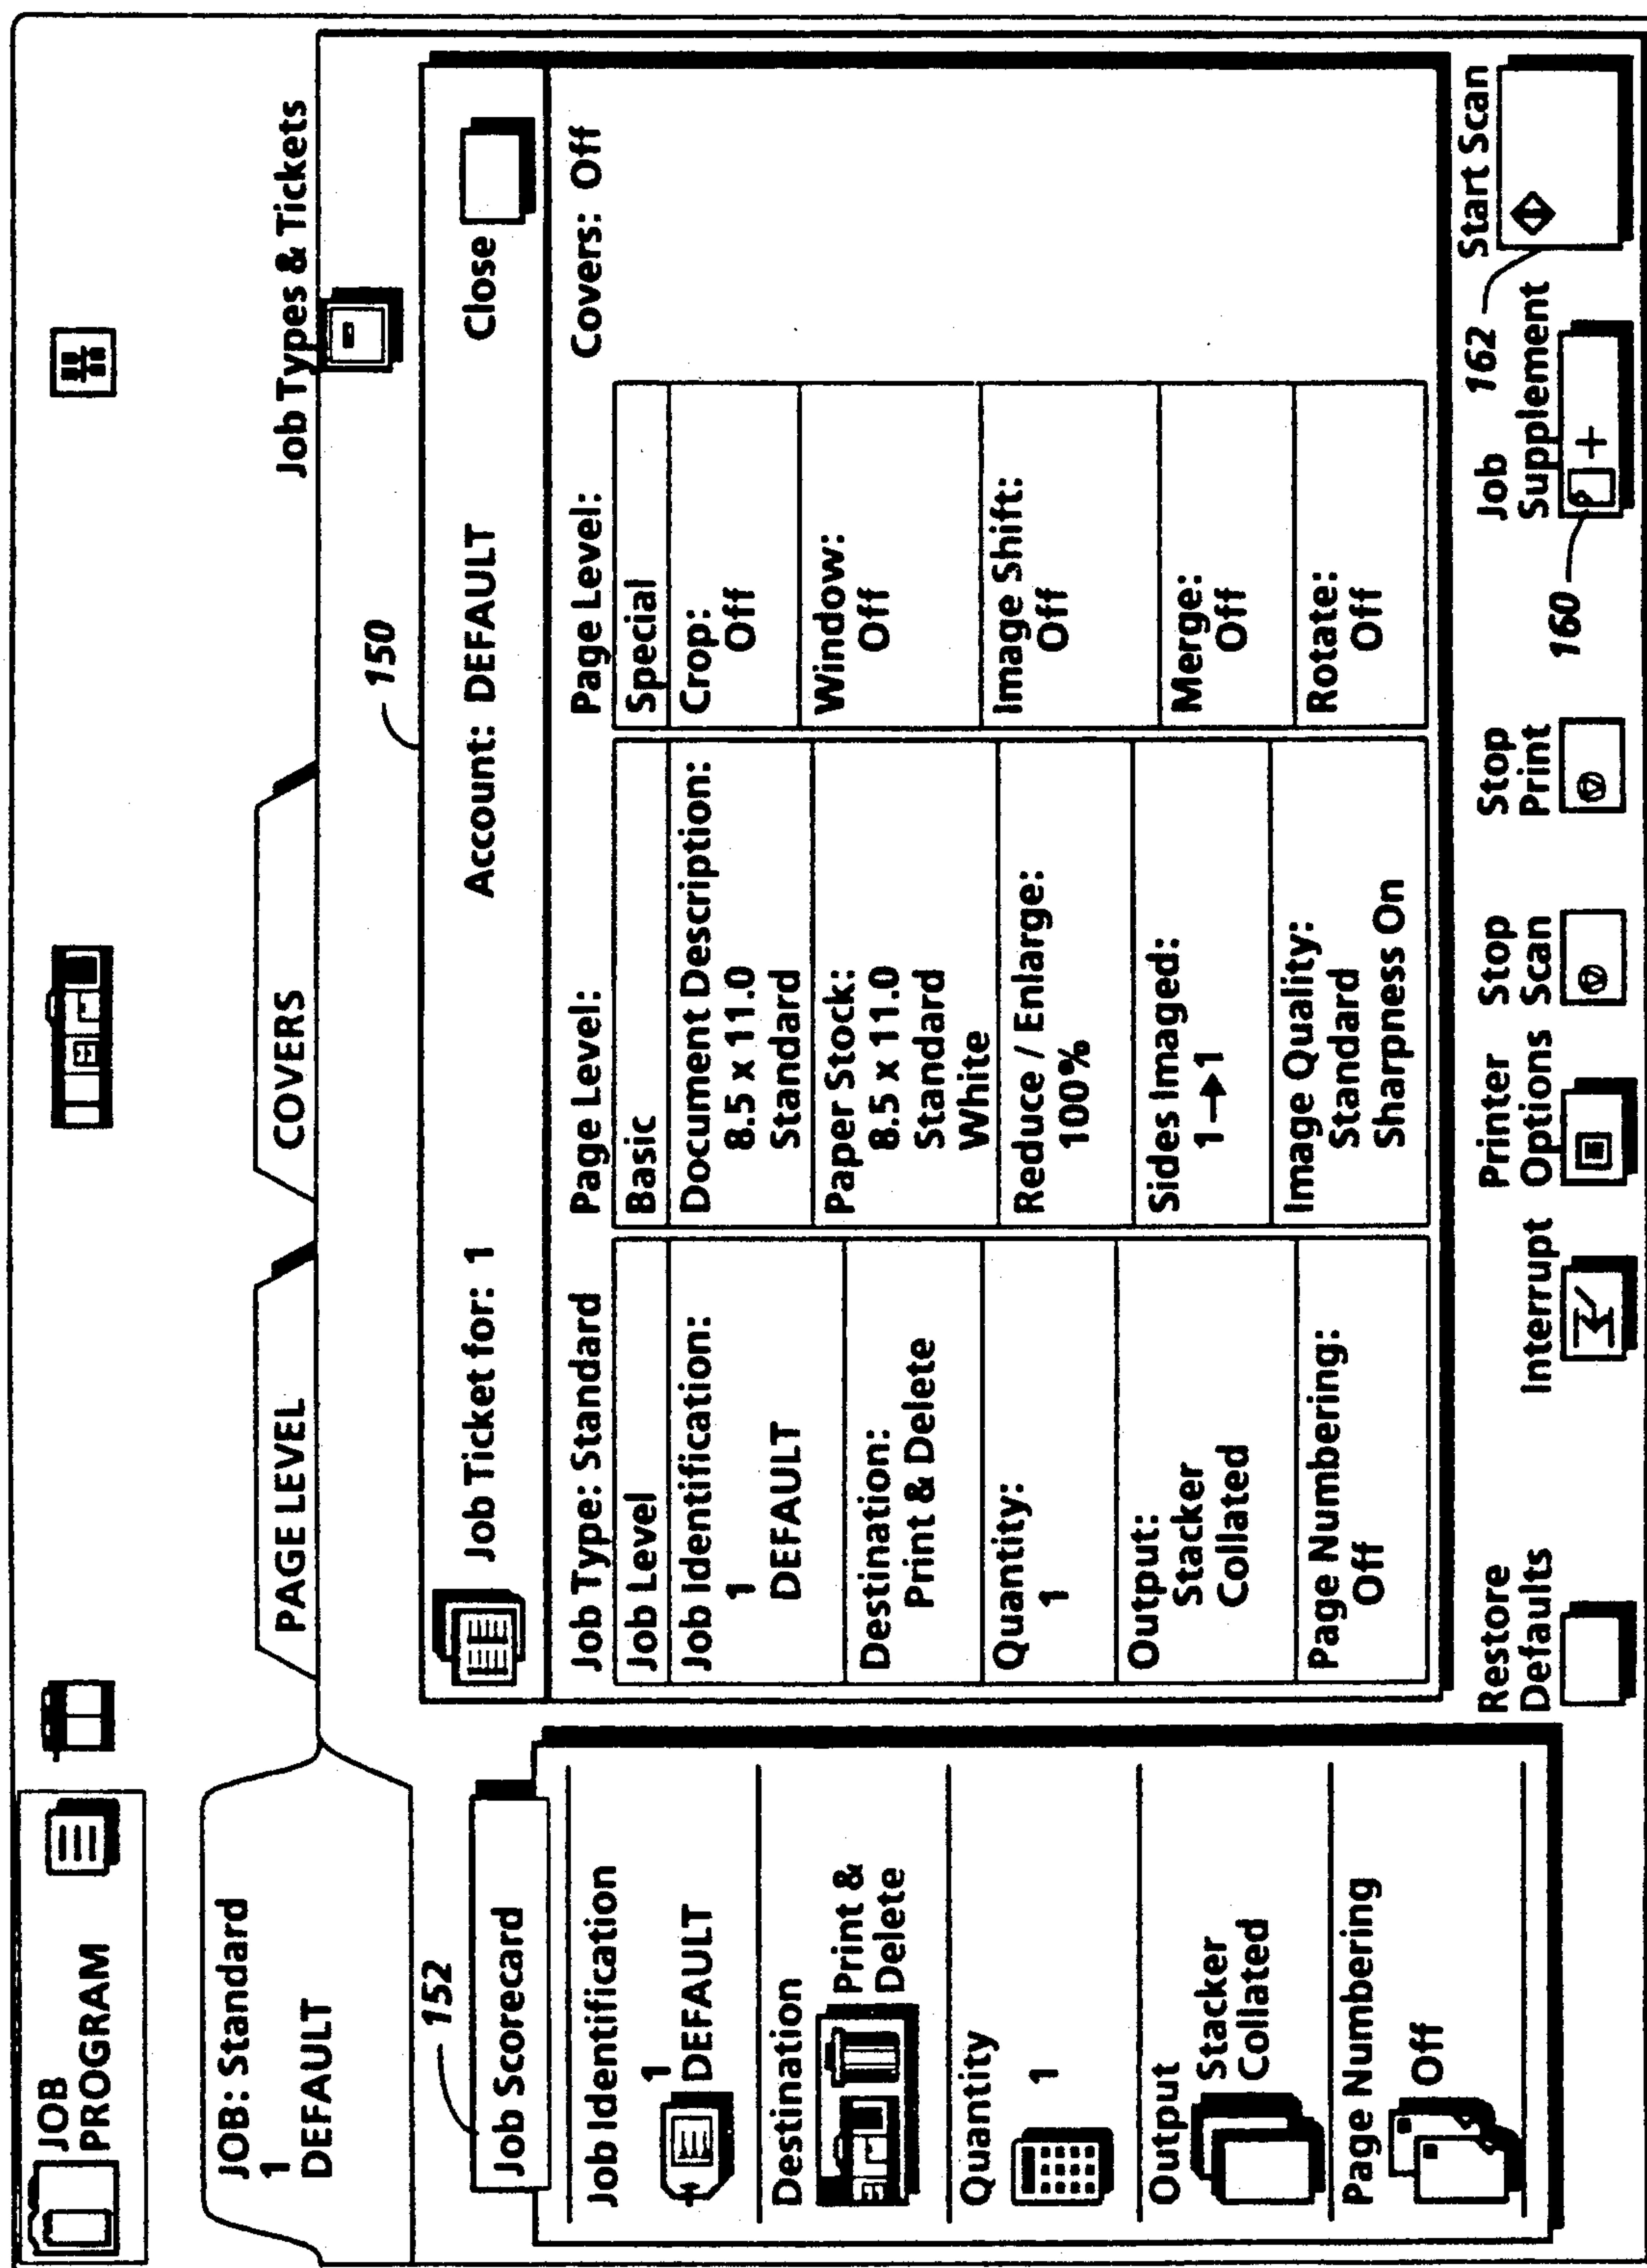 JOB
PROGRAM
JOB: Standard
1
DEFAULT
PAGE LEVEL
COVERS
Job Types & Tickets
152
Job Scorecard
Job Identification
1
DEFAULT
Destination
Print &
Delete
Quantity
1
Output
Stacker
Collated
Page Numbering
Off
150
Job Ticket for: 1
Account: DEFAULT
Close
Job Type: Standard
Job Level
Job Identification:
1
DEFAULT
Destination:
Print & Delete
Quantity:
1
Output:
Stacker
Collated
Page Numbering:
Off
Page Level:
Basic
Document Description:
8.5 x 11.0
Standard
Paper Stock:
8.5 x 11.0
Standard
White
Reduce / Enlarge:
100%
Sides Imaged:
1→1
Image Quality:
Standard
Sharpness On
Page Level:
Special
Crop:
Off
Window:
Off
Image Shift:
Off
Merge:
Off
Rotate:
Off
Covers: Off
Restore
Defaults
Interrupt
Printer
Options
Stop
Scan
Stop
Print
160
Job
Supplement
162
Start Scan